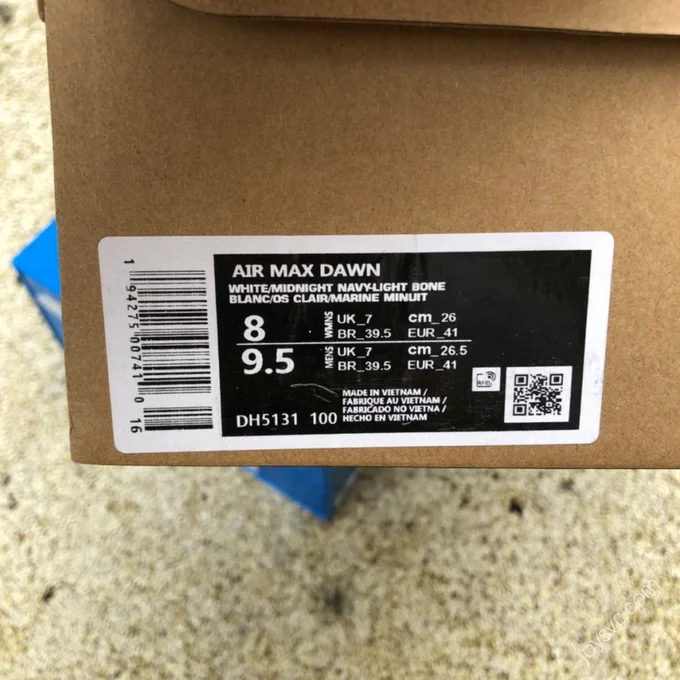 AIR MAX DAWN
WHITE/MIDNIGHT NAVY-LIGHT BONE
BLANC/OS CLAIR/MARINE MINUIT
8 WMNS UK_7 cm_26
BR_39.5 EUR_41
9.5 MENS UK_7 cm_26.5
BR_39.5 EUR_41
RFID
MADE IN VIETNAM /
FABRIQUE AU VIETNAM /
FABRICADO NO VIETNA /
HECHO EN VIETNAM
DH5131 100
1 94275 00741 0 16